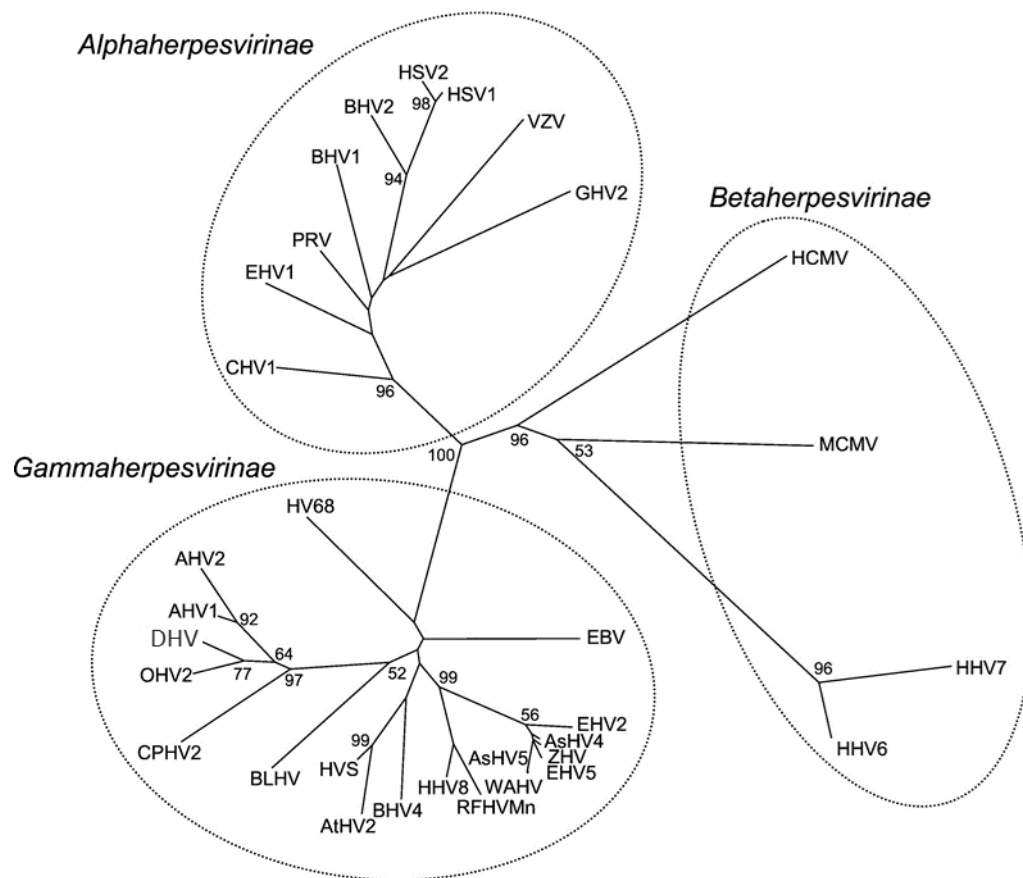 Alphaherpesvirinae
HSV2
HSV1
98
BHV2
VZV
BHV1
94
GHV2
Betaherpesvirinae
PRV
HCMV
EHV1
CHV1
96
96
MCMV
53
100
Gammaherpesvirinae
HV68
AHV2
AHV1
92
DHV
EBV
64
OHV2
77
97
52
99
96
HHV7
56
EHV2
CPHV2
99
AsHV4
HHV6
BLHV
HVS
AsHV5
ZHV
EHV5
HHV8
WAHV
AtHV2
BHV4
RFHVMn